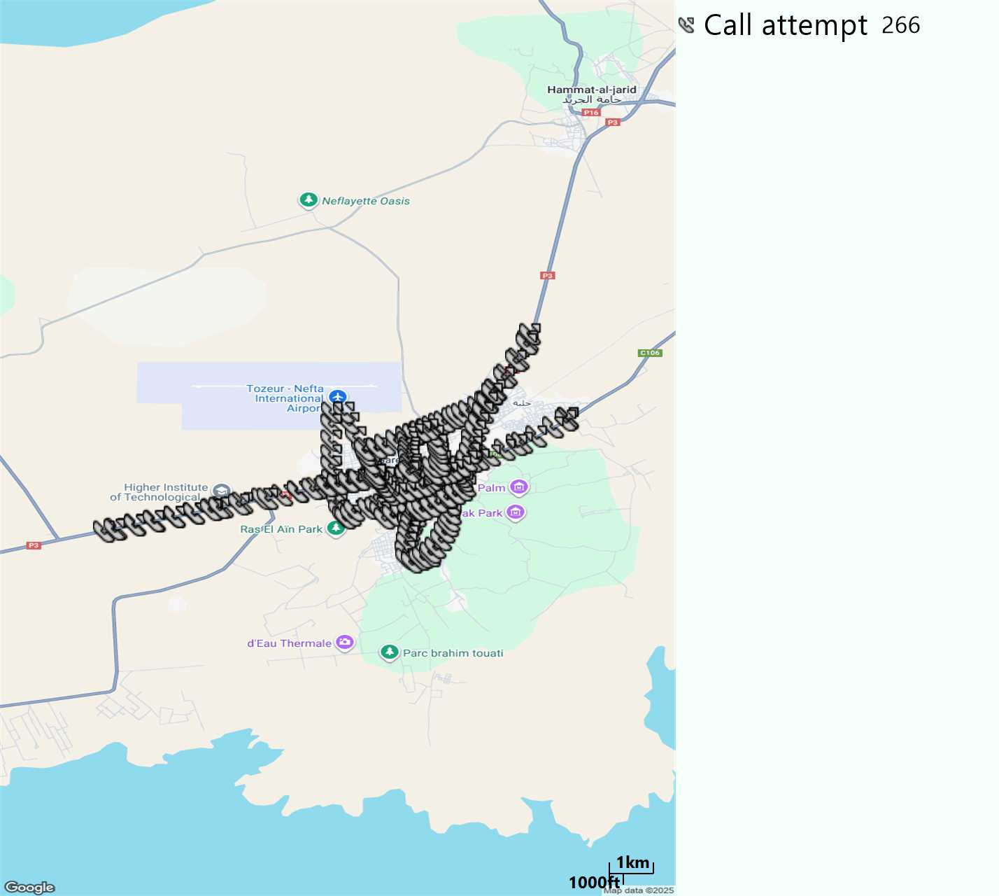 Call attempt 266
Hammat-al-jarid
حامة الجريد
P16
P3
Neflayette Oasis
P3
C106
Tozeur - Nefta
International
Airport
حلبه
Higher Institute
of Technological
Palm
ak Park
Ras El Aïn Park
P3
d'Eau Thermale
Parc brahim touati
1km
1000ft
Google
Map data ©2025